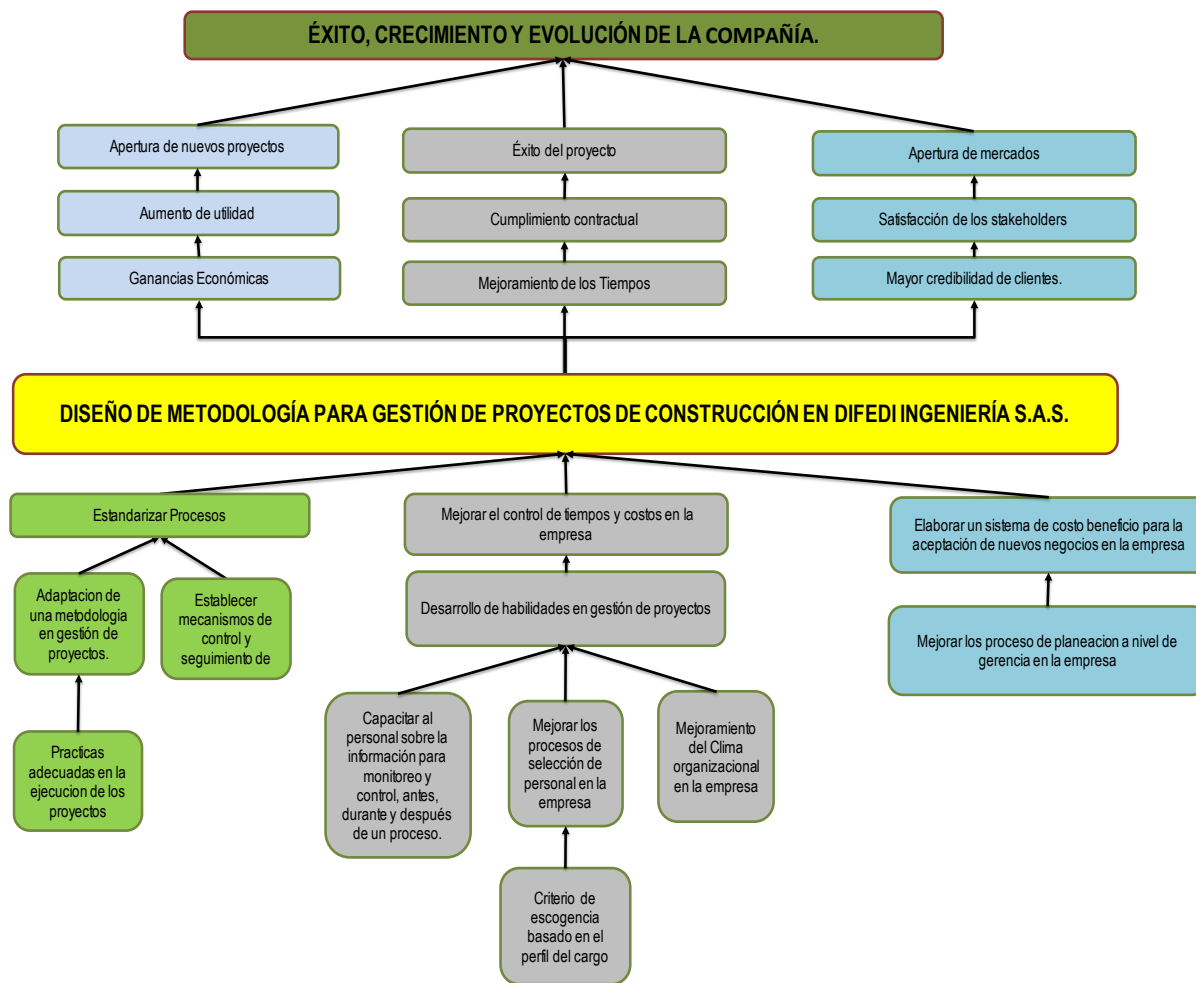 ÉXITO, CRECIMIENTO Y EVOLUCIÓN DE LA COMPAÑÍA.
Apertura de nuevos proyectos
Éxito del proyecto
Apertura de mercados
Aumento de utilidad
Cumplimiento contractual
Satisfacción de los stakeholders
Ganancias Económicas
Mejoramiento de los Tiempos
Mayor credibilidad de clientes.
DISEÑO DE METODOLOGÍA PARA GESTIÓN DE PROYECTOS DE CONSTRUCCIÓN EN DIFEDI INGENIERÍA S.A.S.
Estandarizar Procesos
Mejorar el control de tiempos y costos en la
empresa
Elaborar un sistema de costo beneficio para la
aceptación de nuevos negocios en la empresa
Adaptacion de
una metodologia
en gestión de
proyectos.
Establecer
mecanismos de
control y
seguimiento de
Desarrollo de habilidades en gestión de proyectos
Mejorar los proceso de planeacion a nivel de
gerencia en la empresa
Practicas
adecuadas en la
ejecucion de los
proyectos
Capacitar al
personal sobre la
información para
monitoreo y
control, antes,
durante y después
de un proceso.
Mejorar los
procesos de
selección de
personal en la
empresa
Mejoramiento
del Clima
organizacional
en la empresa
Criterio de
escogencia
basado en el
perfil del cargo